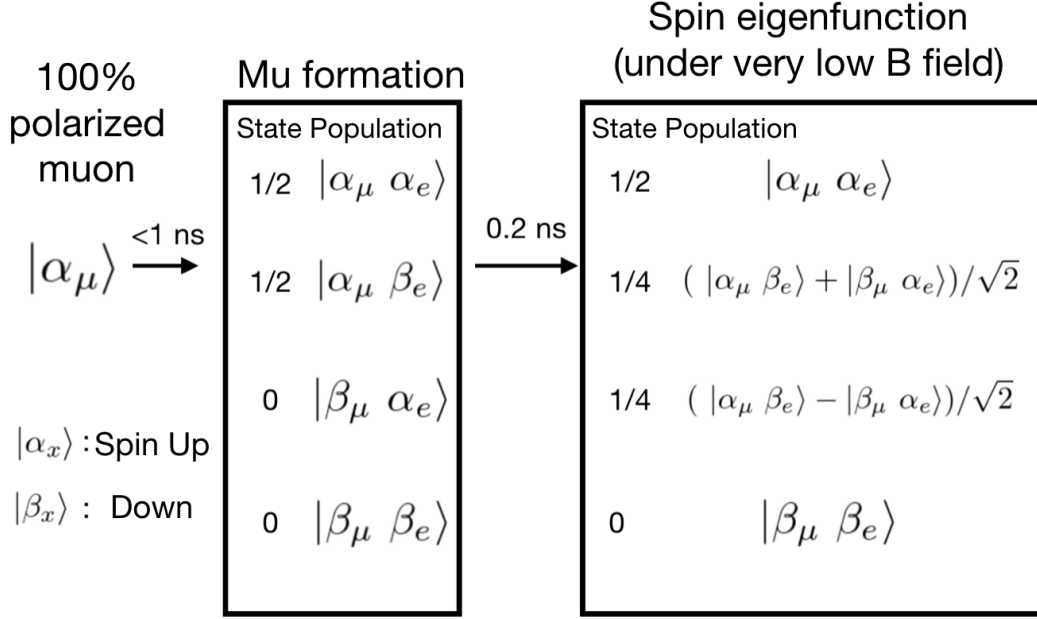 100%
polarized
muon
|α_μ⟩
<1 ns
|α_x⟩ : Spin Up
|β_x⟩ : Down
Mu formation
State Population
1/2 |α_μ α_e⟩
1/2 |α_μ β_e⟩
0 |β_μ α_e⟩
0 |β_μ β_e⟩
0.2 ns
Spin eigenfunction
(under very low B field)
State Population
1/2 |α_μ α_e⟩
1/4 ( |α_μ β_e⟩ + |β_μ α_e⟩)/√2
1/4 ( |α_μ β_e⟩ − |β_μ α_e⟩)/√2
0 |β_μ β_e⟩